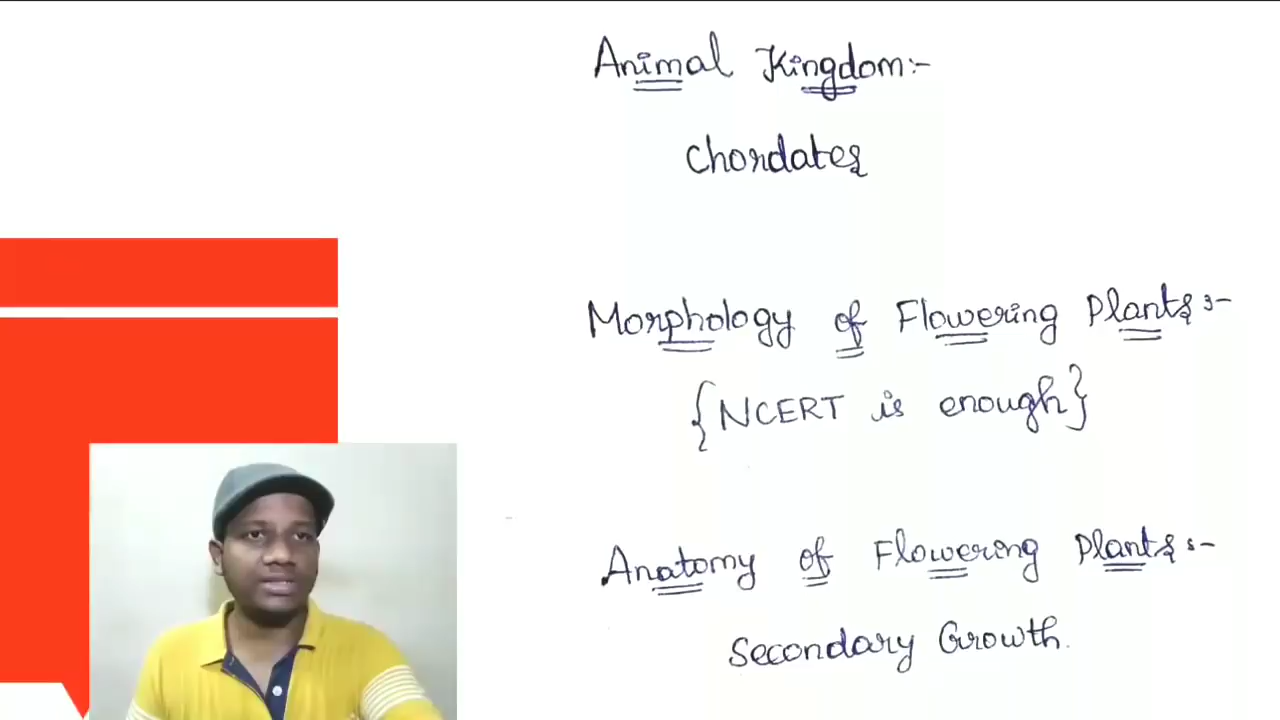 Animal Kingdom:-
Chordates
Morphology of Flowering Plants:-
{NCERT is enough}
Anatomy of Flowering Plants:-
Secondary Growth.